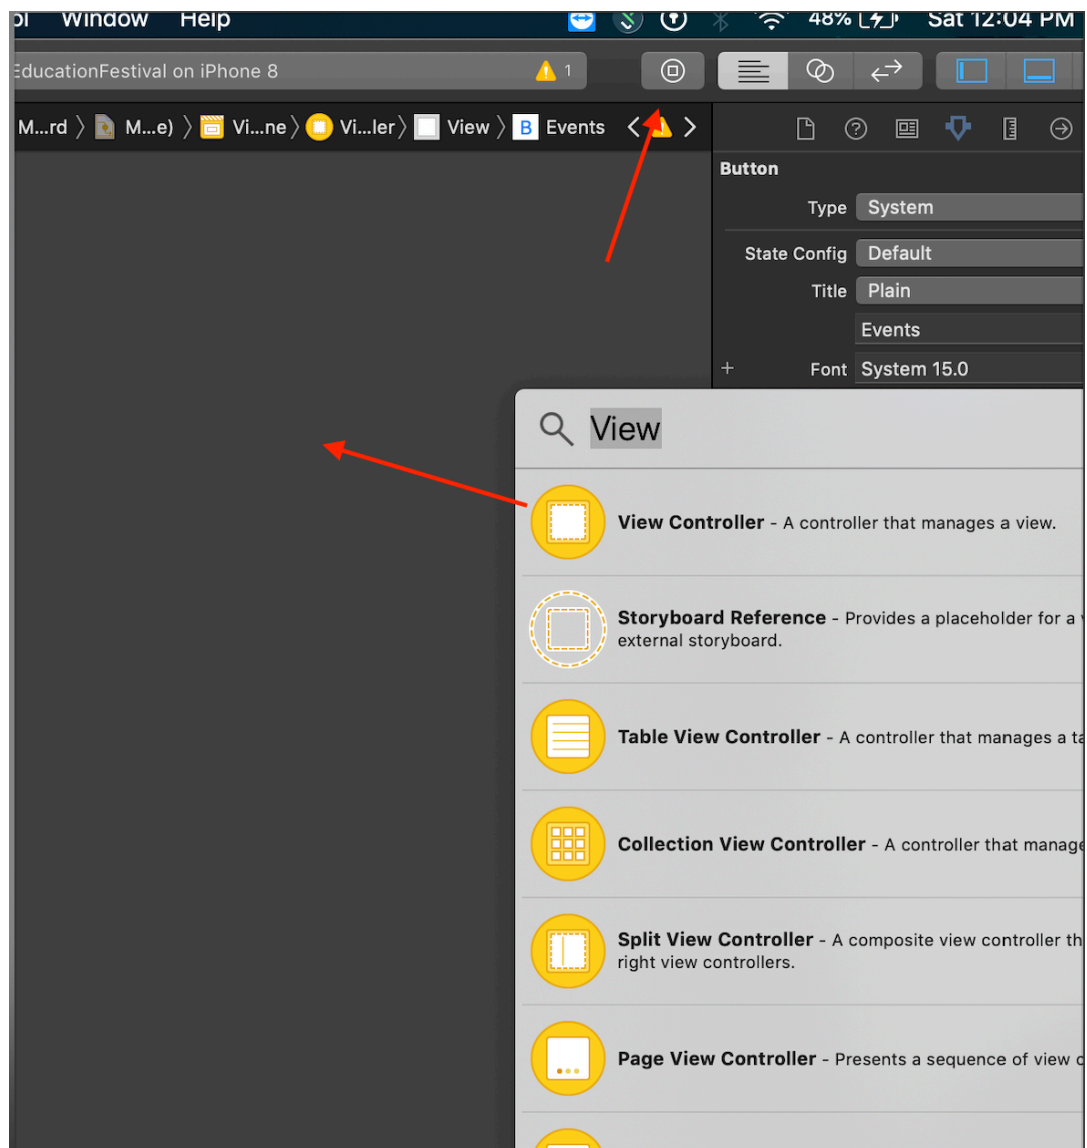 ol Window Help 48% Sat 12:04 PM
EducationFestival on iPhone 8 1
M...rd M...e) Vi...ne Vi...ler View B Events
Button
Type System
State Config Default
Title Plain
Events
+ Font System 15.0
View
View Controller - A controller that manages a view.
Storyboard Reference - Provides a placeholder for a
external storyboard.
Table View Controller - A controller that manages a ta
Collection View Controller - A controller that manage
Split View Controller - A composite view controller th
right view controllers.
Page View Controller - Presents a sequence of view c